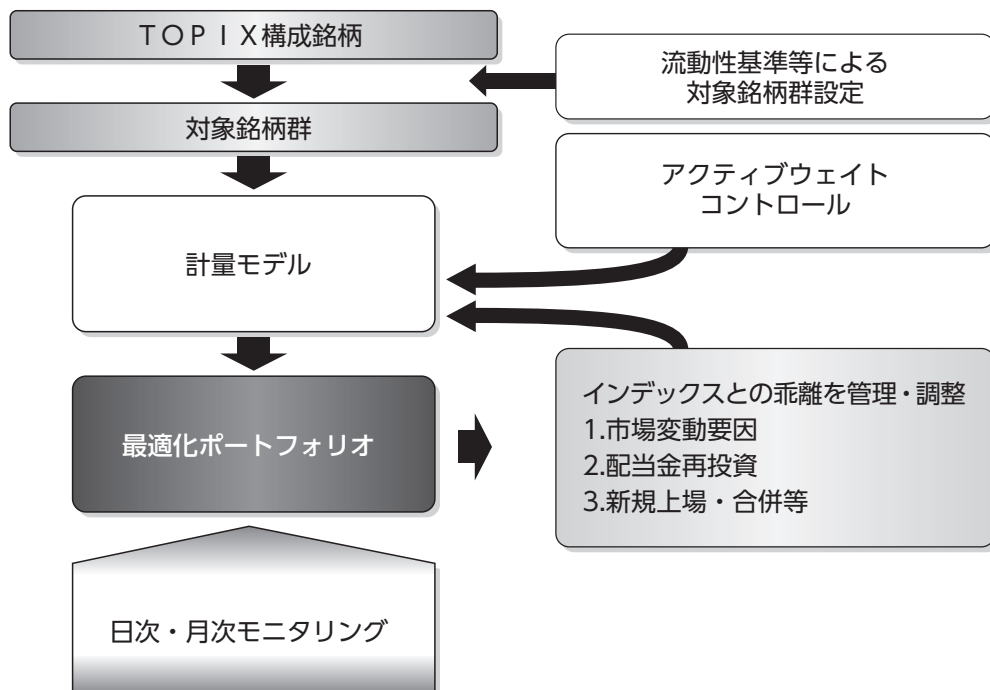 ＴＯＰＩＸ構成銘柄
流動性基準等による
対象銘柄群設定
対象銘柄群
アクティブウェイト
コントロール
計量モデル
最適化ポートフォリオ
インデックスとの乖離を管理・調整
1.市場変動要因
2.配当金再投資
3.新規上場・合併等
日次・月次モニタリング